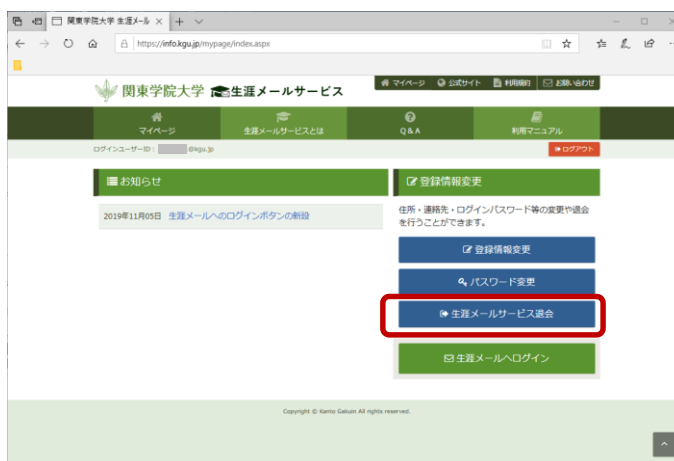 関東学院大学 生涯メール
https://info.kgu.jp/mypage/index.aspx
関東学院大学 生涯メールサービス
マイページ 公式サイト 利用規約 お問い合わせ
マイページ 生涯メールサービスとは Q & A 利用マニュアル
ログインユーザーID： @kgu.jp
ログアウト
お知らせ
2019年11月05日 生涯メールへのログインボタンの新設
登録情報変更
住所・連絡先・ログインパスワード等の変更や退会
を行うことができます。
登録情報変更
パスワード変更
生涯メールサービス退会
生涯メールへログイン
Copyright © Kanto Gakuin All rights reserved.